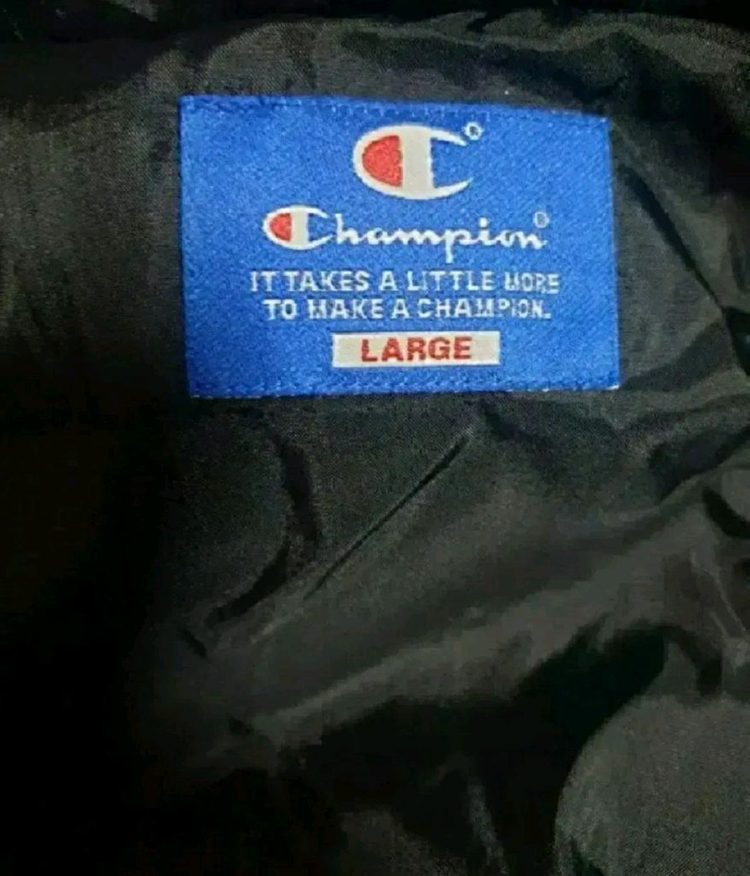 C®
Champion®
IT TAKES A LITTLE MORE
TO MAKE A CHAMPION.
LARGE